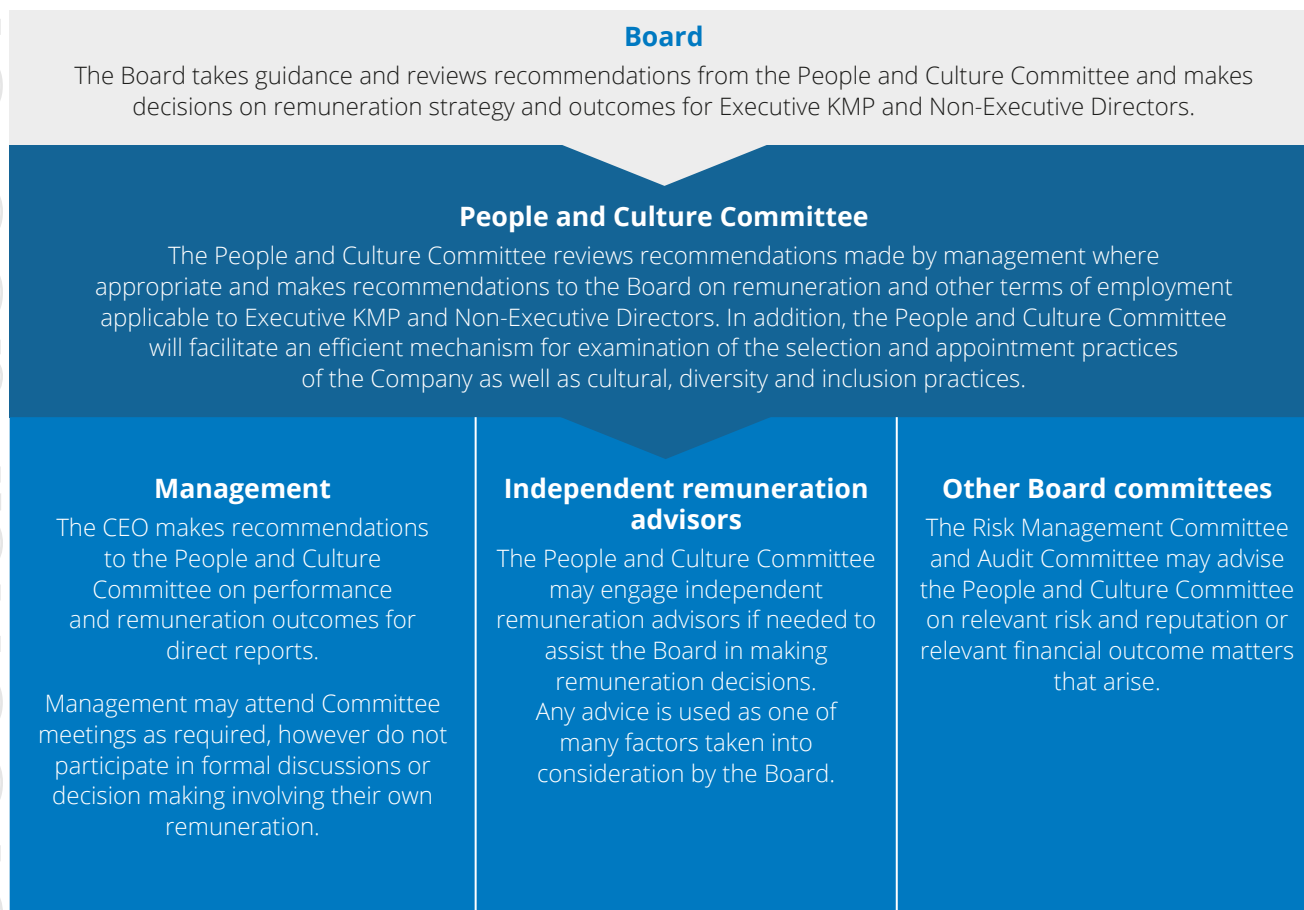 Board
The Board takes guidance and reviews recommendations from the People and Culture Committee and makes
decisions on remuneration strategy and outcomes for Executive KMP and Non-Executive Directors.
People and Culture Committee
The People and Culture Committee reviews recommendations made by management where
appropriate and makes recommendations to the Board on remuneration and other terms of employment
applicable to Executive KMP and Non-Executive Directors. In addition, the People and Culture Committee
will facilitate an efficient mechanism for examination of the selection and appointment practices
of the Company as well as cultural, diversity and inclusion practices.
Management
The CEO makes recommendations
to the People and Culture
Committee on performance
and remuneration outcomes for
direct reports.
Management may attend Committee
meetings as required, however do not
participate in formal discussions or
decision making involving their own
remuneration.
Independent remuneration
advisors
The People and Culture Committee
may engage independent
remuneration advisors if needed to
assist the Board in making
remuneration decisions.
Any advice is used as one of
many factors taken into
consideration by the Board.
Other Board committees
The Risk Management Committee
and Audit Committee may advise
the People and Culture Committee
on relevant risk and reputation or
relevant financial outcome matters
that arise.